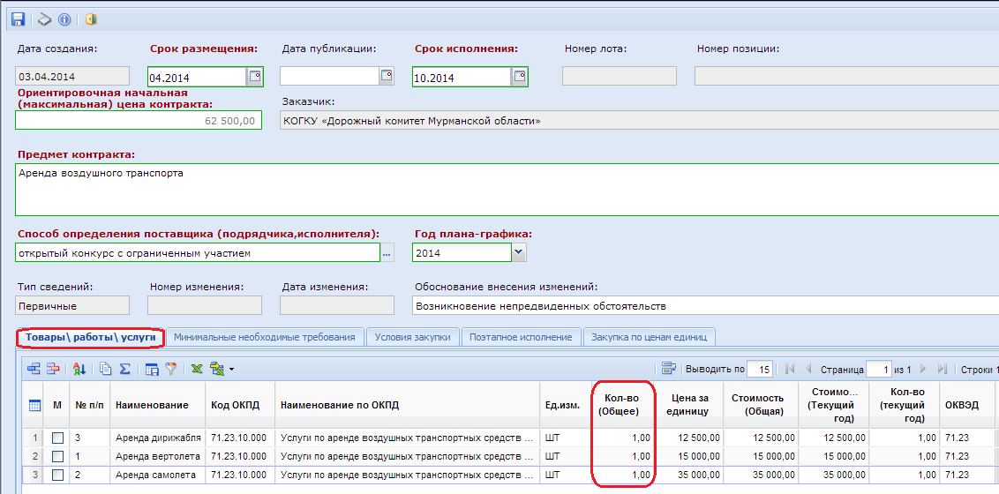 Дата создания: Срок размещения: Дата публикации: Срок исполнения: Номер лота: Номер позиции:
03.04.2014 04.2014 10.2014
Ориентировочная начальная
(максимальная) цена контракта: Заказчик:
62 500,00 КОГКУ «Дорожный комитет Мурманской области»
Предмет контракта:
Аренда воздушного транспорта
Способ определения поставщика (подрядчика,исполнителя): Год плана-графика:
открытый конкурс с ограниченным участием ... 2014
Тип сведений: Номер изменения: Дата изменения: Обоснование внесения изменений:
Первичные Возникновение непредвиденных обстоятельств
Товары\ работы\ услуги Минимальные необходимые требования Условия закупки Поэтапное исполнение Закупка по ценам единиц
Выводить по 15 Страница 1 из 1 Строки 1
М № п/п Наименование Код ОКПД Наименование по ОКПД Ед.изм. Кол-во (Общее) Цена за единицу Стоимость (Общая) Стоимо... (Текущий год) Кол-во (текущий год) ОКВЭД
1 3 Аренда дирижабля 71.23.10.000 Услуги по аренде воздушных транспортных средств ... ШТ 1,00 12 500,00 12 500,00 12 500,00 1,00 71.23
2 1 Аренда вертолета 71.23.10.000 Услуги по аренде воздушных транспортных средств ... ШТ 1,00 15 000,00 15 000,00 15 000,00 1,00 71.23
3 2 Аренда самолета 71.23.10.000 Услуги по аренде воздушных транспортных средств ... ШТ 1,00 35 000,00 35 000,00 35 000,00 1,00 71.23